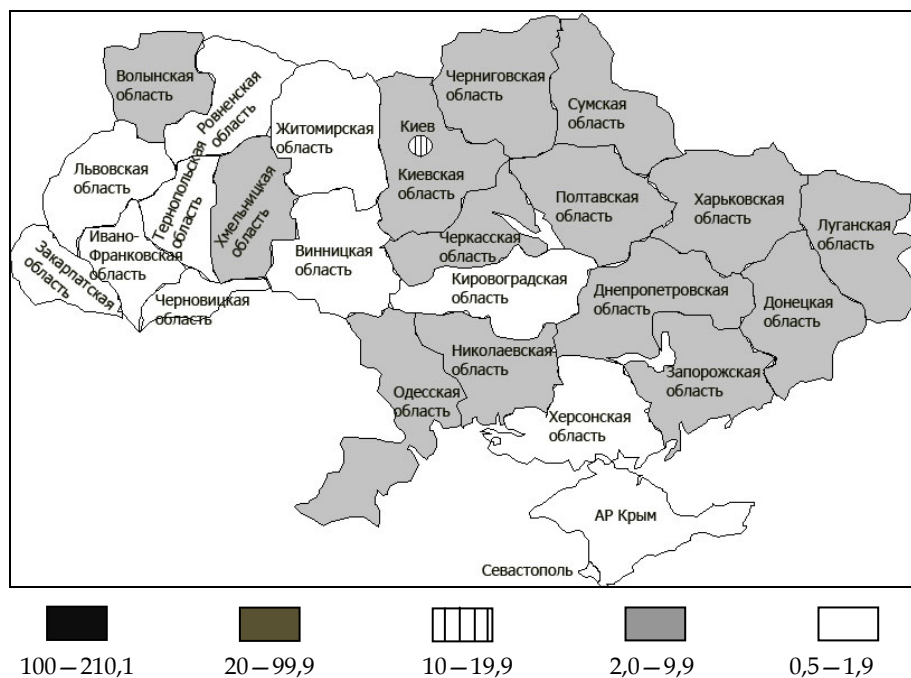 Волынская
область
Ровненская
область
Житомирская
область
Киев
Киевская
область
Черниговская
область
Сумская
область
Львовская
область
Тернопольская
область
Хмельницкая
область
Полтавская
область
Харьковская
область
Луганская
область
Закарпатская
область
Ивано-
Франковская
область
Винницкая
область
Черкасская
область
Черновицкая
область
Кировоградская
область
Днепропетровская
область
Донецкая
область
Николаевская
область
Одесская
область
Запорожская
область
Херсонская
область
АР Крым
Севастополь
100—210,1
20—99,9
10—19,9
2,0—9,9
0,5—1,9